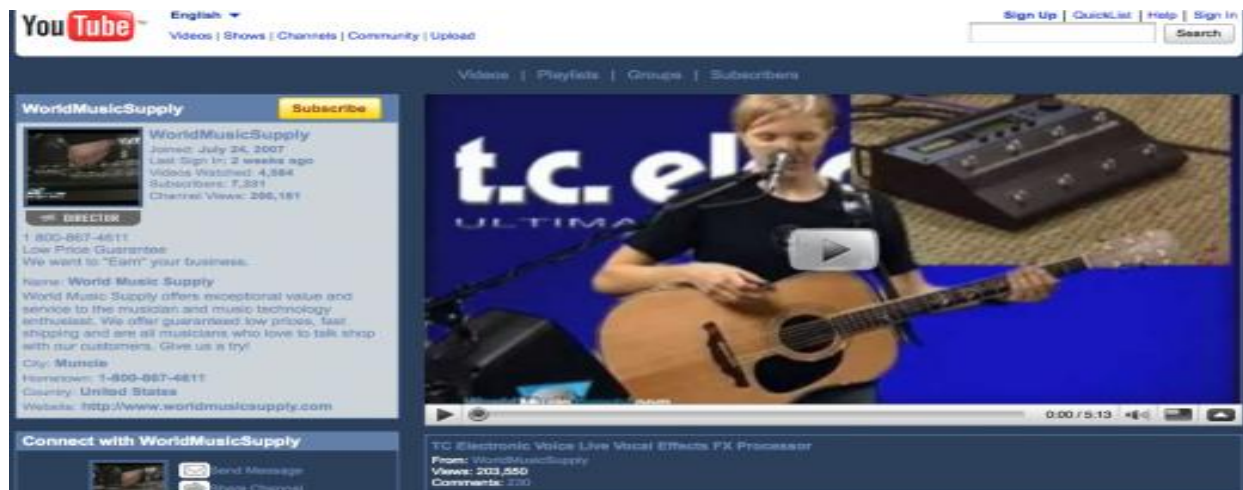 You Tube
English
Videos | Shows | Channels | Community | Upload
Sign Up | QuickList | Help | Sign In
Search
Videos | Playlists | Groups | Subscribers
WorldMusicSupply
Subscribe
WorldMusicSupply
Joined: July 24, 2007
Last Sign In: 2 weeks ago
Videos Watched: 4,584
Subscribers: 7,331
Channel Views:
DIRECTOR
1-800-867-4611
Low Price Guarantee
We want to "Earn" your business.
Name: World Music Supply
World Music Supply offers exceptional value and
service to the musician and music technology
enthusiast. We offer guaranteed low prices, fast
shipping and are all musicians who love to talk shop
with our customers. Give us a try!
City: Muncie
Hometown: 1-800-867-4611
Country: United States
Website: http://www.worldmusicsupply.com
Connect with WorldMusicSupply
Send Message
Share Channel
t.c. ele
ULTIMA
0:00 / 5:13
TC Electronic Voice Live Vocal Effects FX Processor
From: WorldMusicSupply
Views: 203,550
Comments: 230